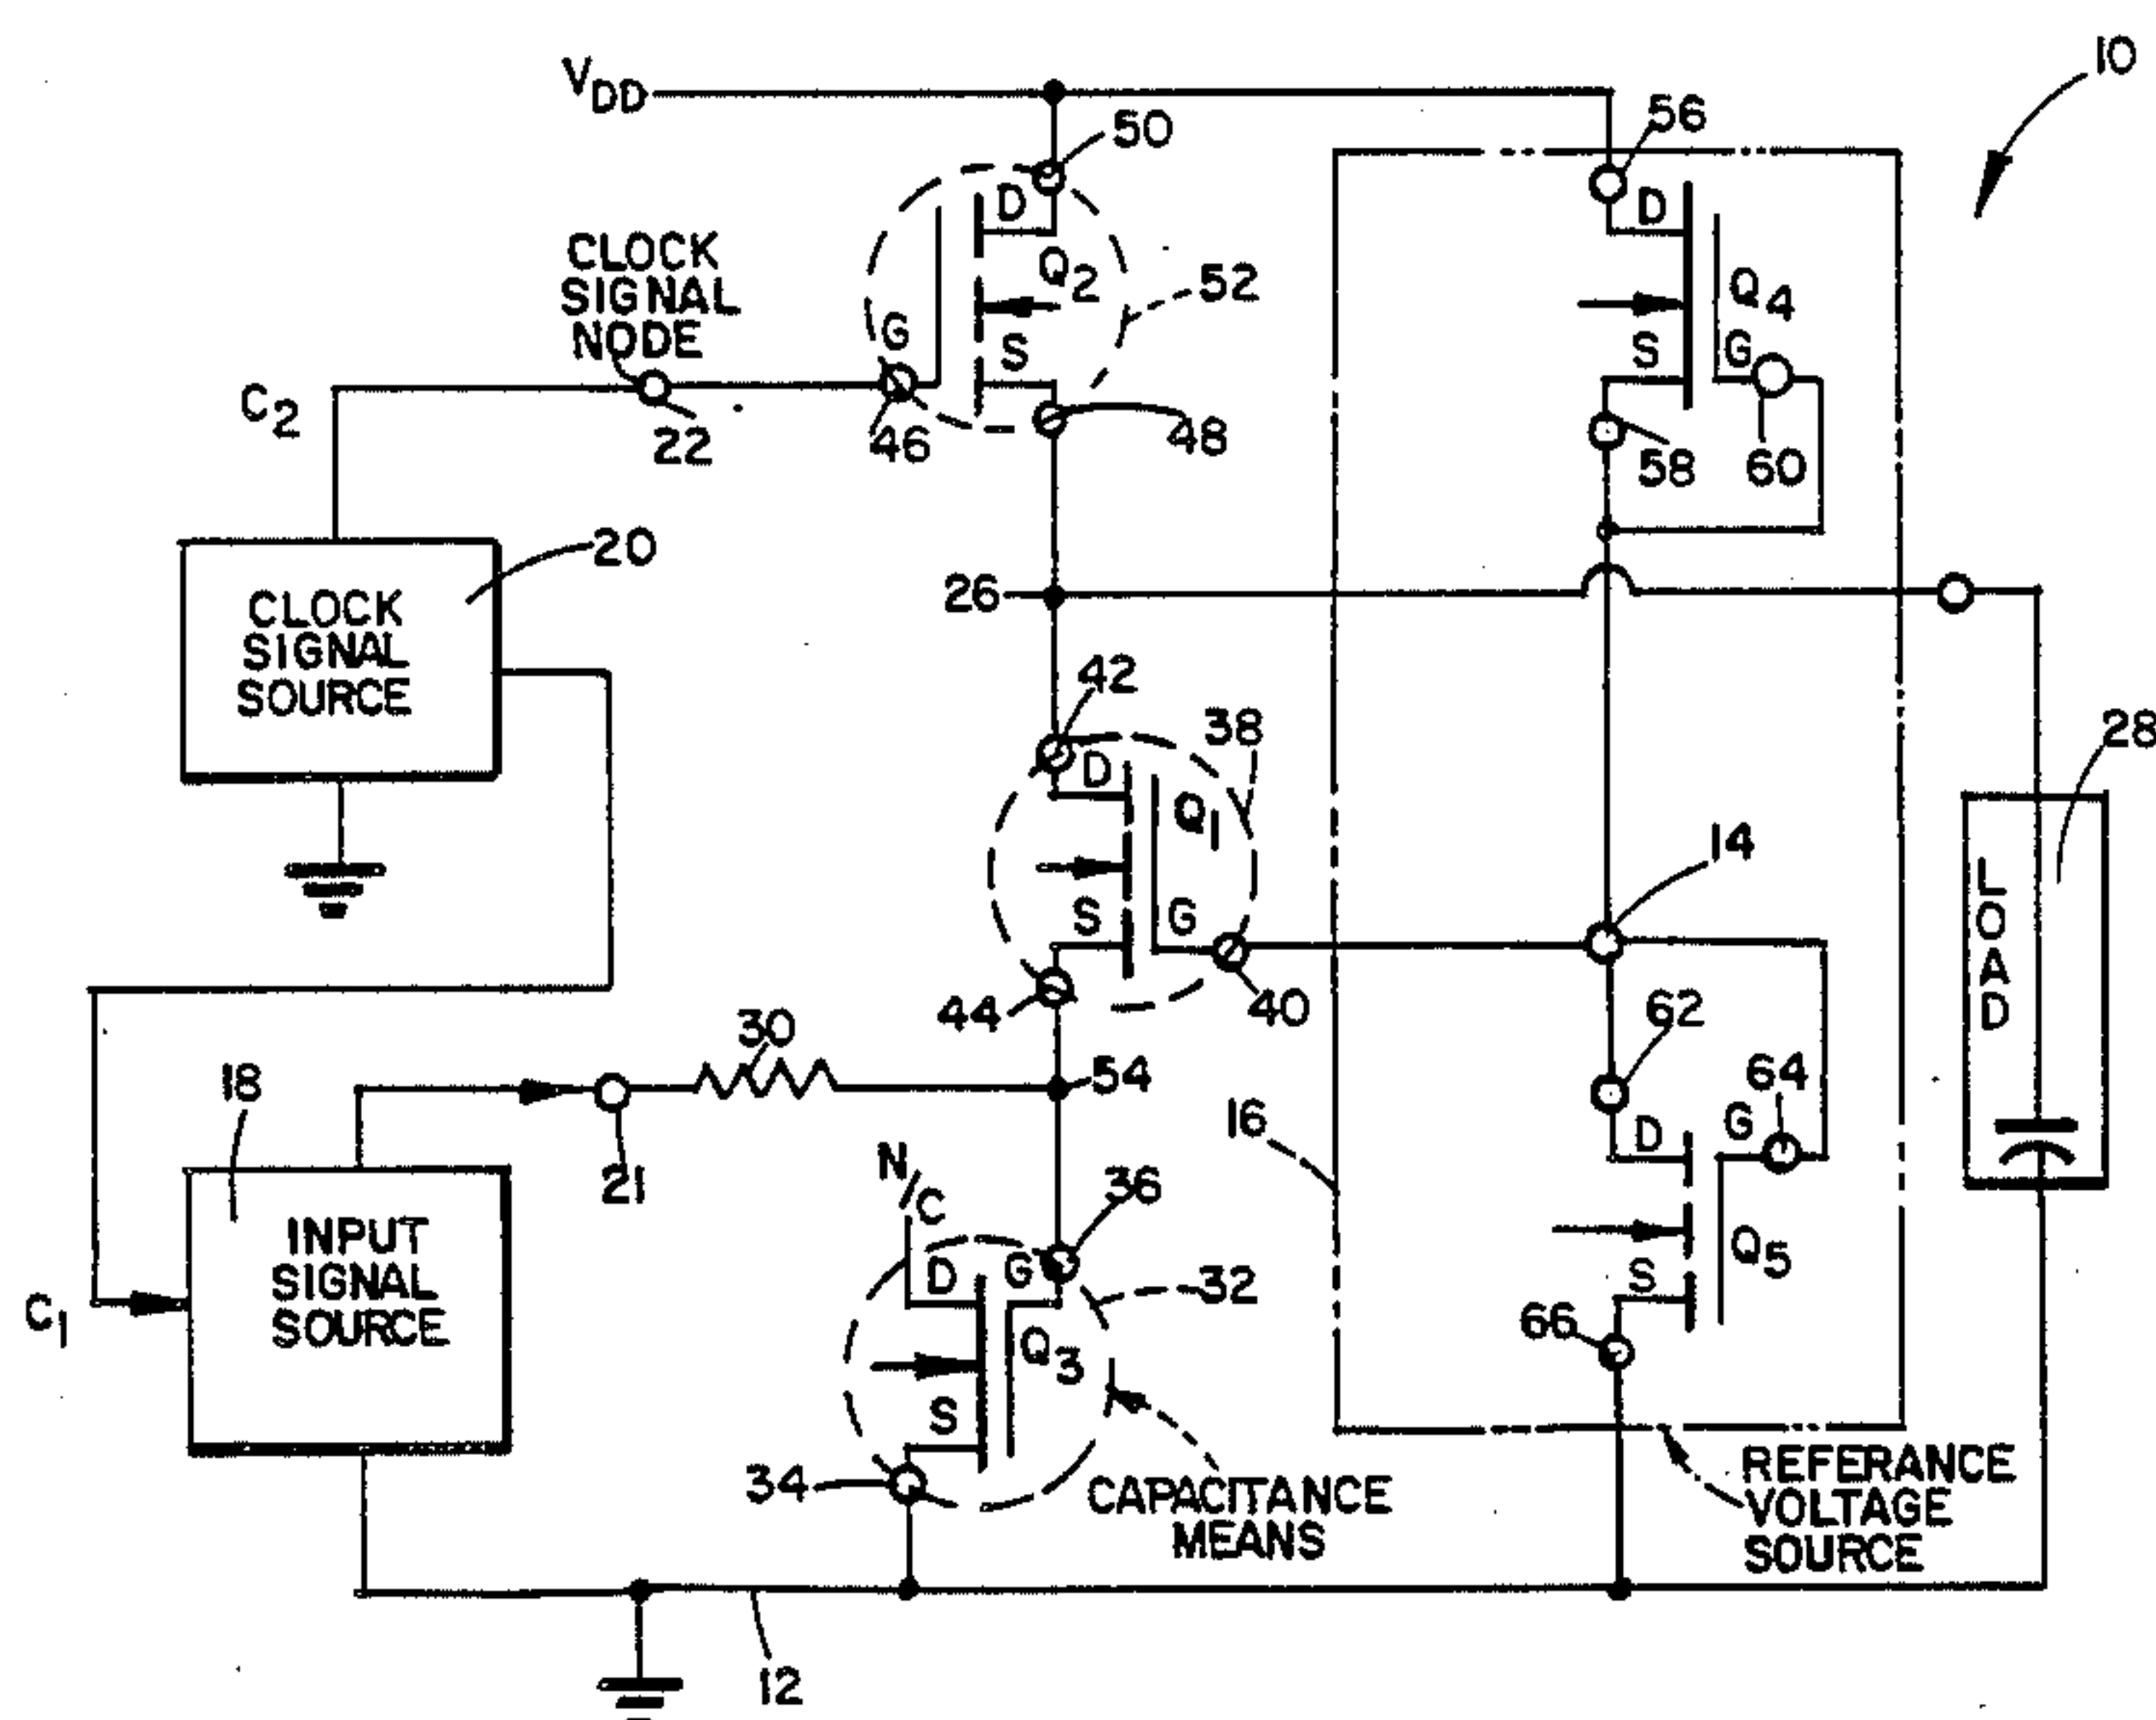 10
V DD
50
56
D
D
Q2
52
CLOCK
SIGNAL
NODE
G
S
Q4
S
G
C2
22
46
48
58
60
20
CLOCK
SIGNAL
SOURCE
26
42
38
28
D
Q1
14
S
G
LOAD
44
40
30
62
18
54
64
16
D
G
21
N/C
36
INPUT
SIGNAL
SOURCE
D
G
32
Q5
S
C1
66
Q3
S
34
CAPACITANCE
MEANS
REFERANCE
VOLTAGE
SOURCE
12